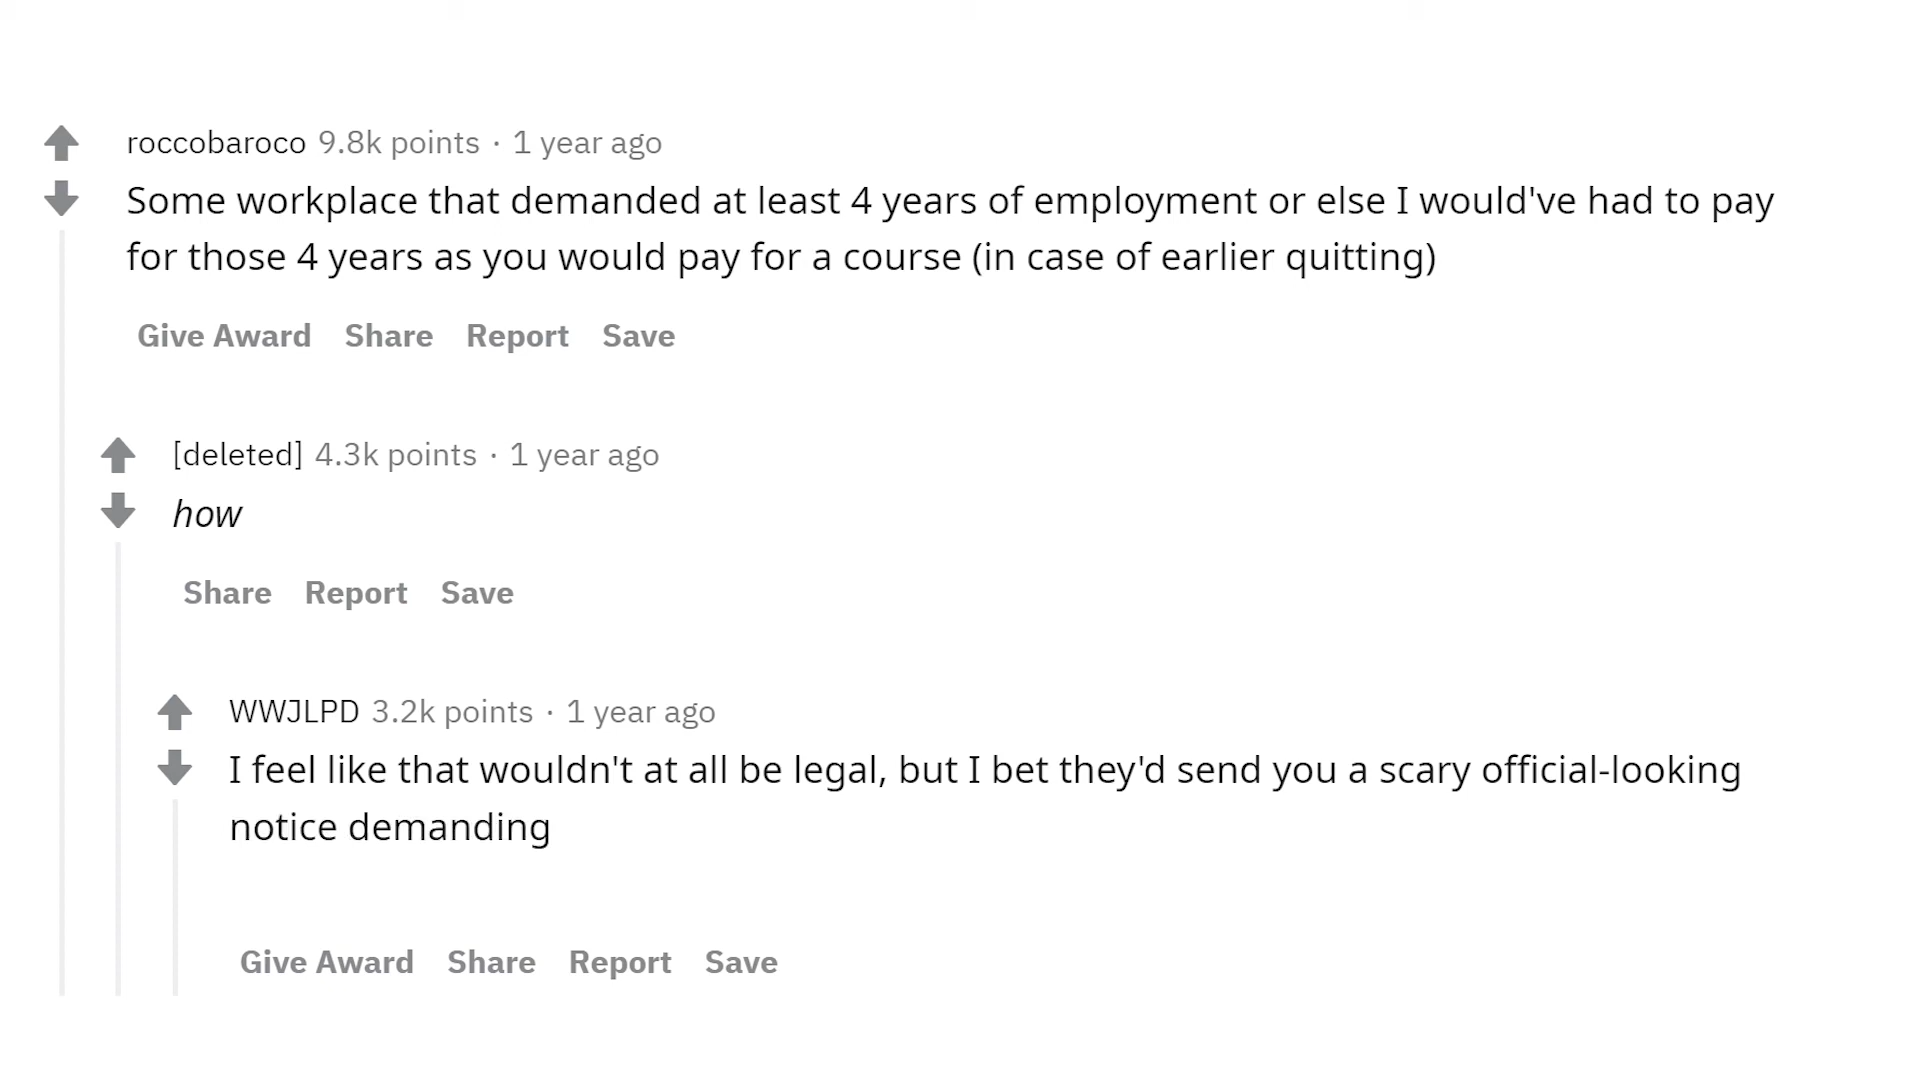 roccobaroco 9.8k points · 1 year ago
Some workplace that demanded at least 4 years of employment or else I would've had to pay
for those 4 years as you would pay for a course (in case of earlier quitting)
Give Award Share Report Save
[deleted] 4.3k points · 1 year ago
how
Share Report Save
WWJLPD 3.2k points · 1 year ago
I feel like that wouldn't at all be legal, but I bet they'd send you a scary official-looking
notice demanding
Give Award Share Report Save